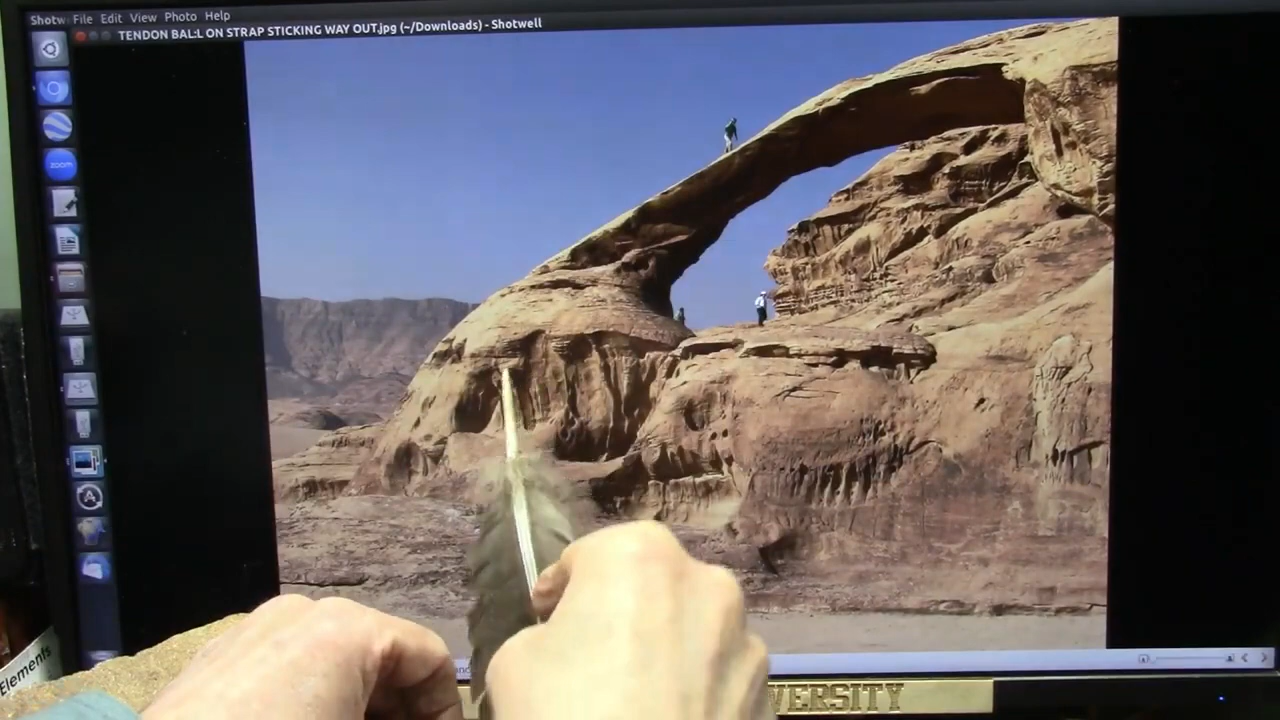 Shotw File Edit View Photo Help
TENDON BAL:L ON STRAP STICKING WAY OUT.jpg (~/Downloads) - Shotwell
zoom
Elements
VERSITY